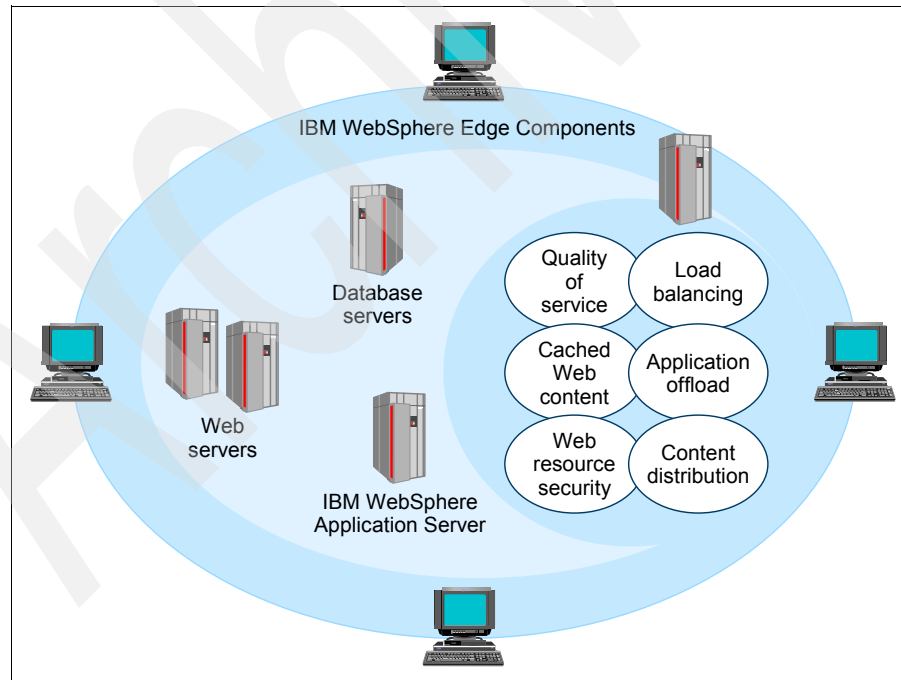 IBM WebSphere Edge Components
Database
servers
Web
servers
IBM WebSphere
Application Server
Quality
of
service
Load
balancing
Cached
Web
content
Application
offload
Web
resource
security
Content
distribution